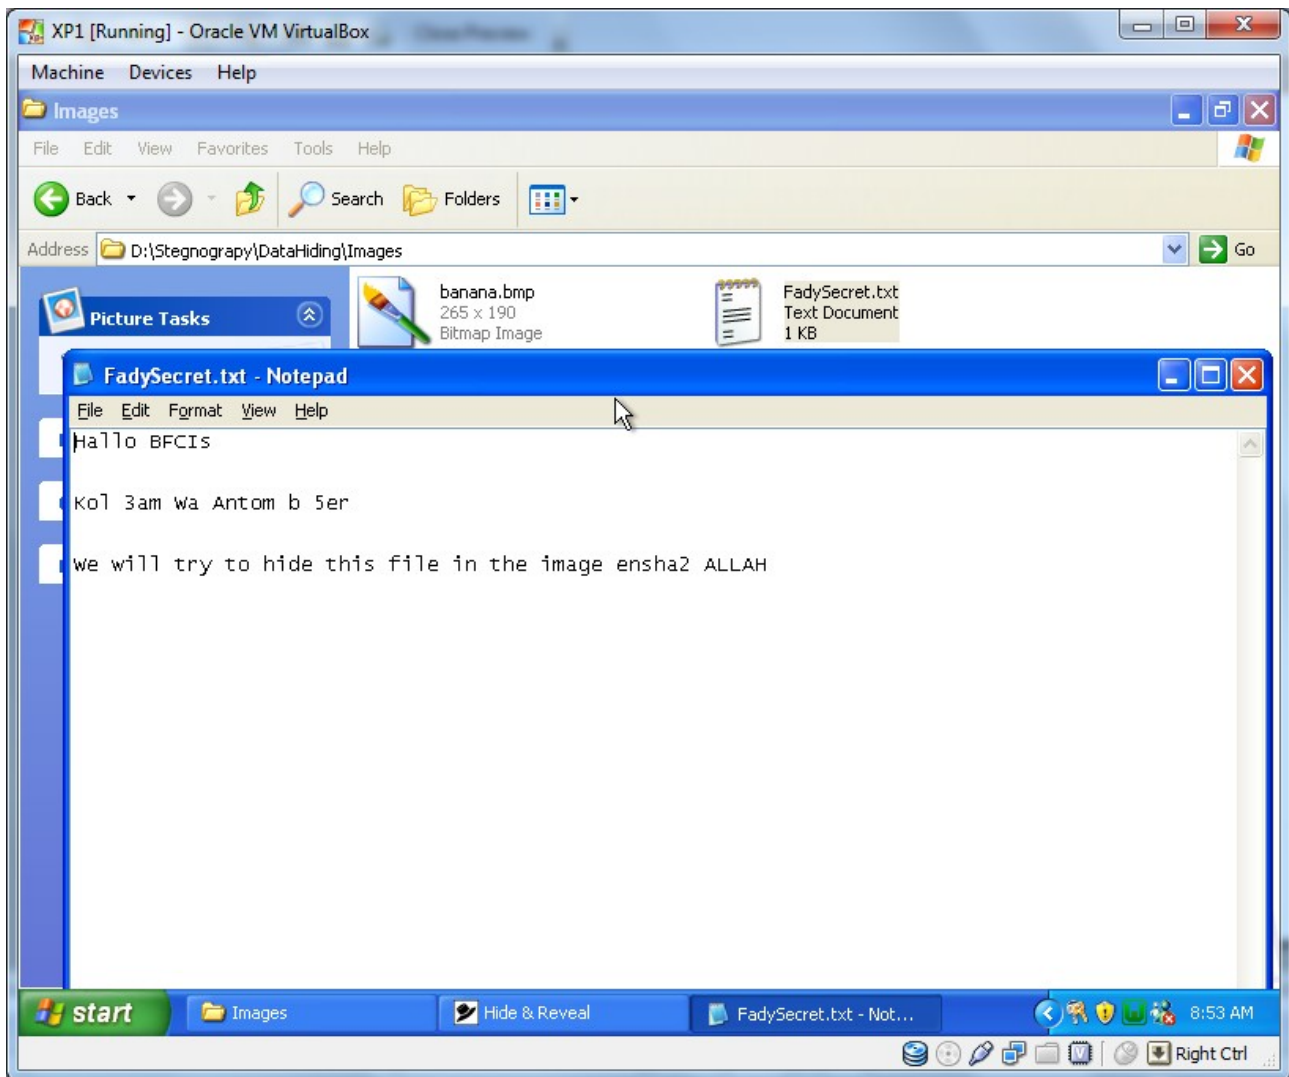 XP1 [Running] - Oracle VM VirtualBox
Machine Devices Help
Images
File Edit View Favorites Tools Help
Back Search Folders
Address D:\Stegnograpy\DataHiding\Images Go
Picture Tasks
banana.bmp
265 x 190
Bitmap Image
FadySecret.txt
Text Document
1 KB
FadySecret.txt - Notepad
File Edit Format View Help
Hallo BFCIs
Kol 3am Wa Antom b 5er
We will try to hide this file in the image ensha2 ALLAH
start Images Hide & Reveal FadySecret.txt - Not... 8:53 AM
Right Ctrl